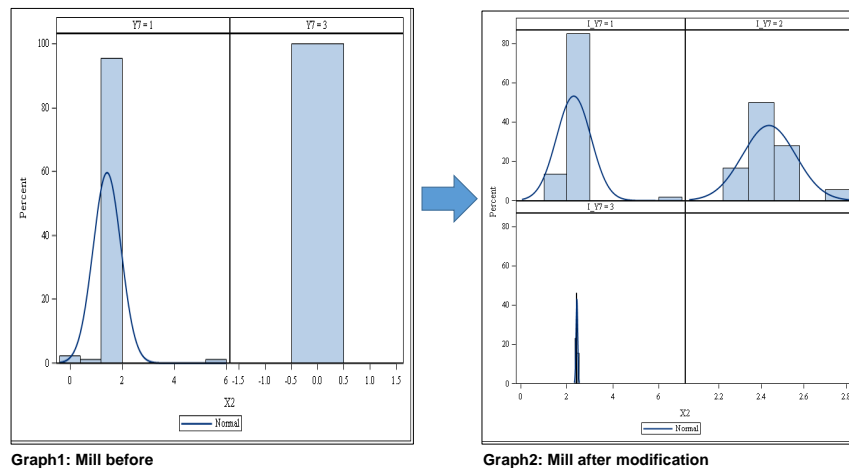 Y7 = 1
Y7 = 3
Percent
100
80
60
40
20
0
0 2 4 6 -1.5 -1.0 -0.5 0.0 0.5 1.0 1.5
X2
Normal
I_Y7 = 1
I_Y7 = 2
80
60
40
20
0
Percent
I_Y7 = 3
80
60
40
20
0
0 2 4 6 2.2 2.4 2.6 2.8
X2
Normal
Graph1: Mill before
Graph2: Mill after modification